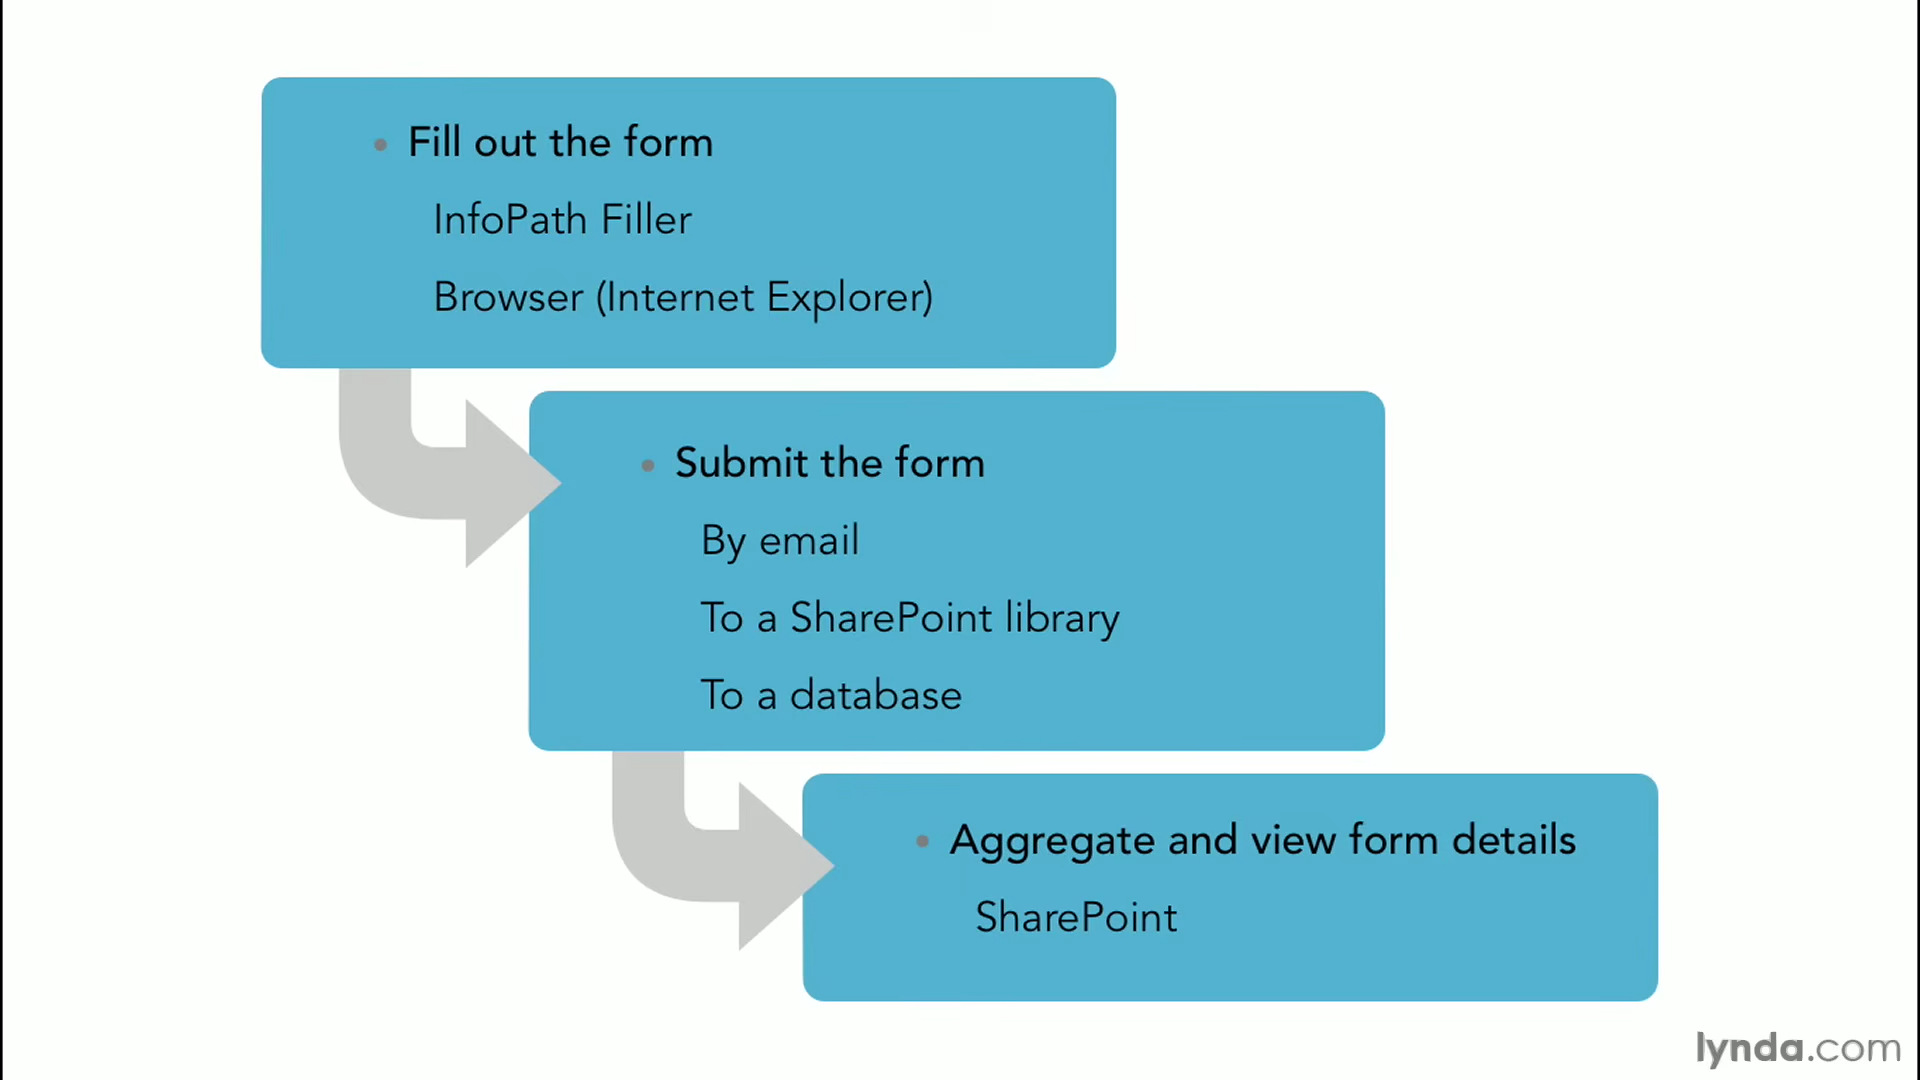 • Fill out the form
InfoPath Filler
Browser (Internet Explorer)
• Submit the form
By email
To a SharePoint library
To a database
• Aggregate and view form details
SharePoint
lynda.com